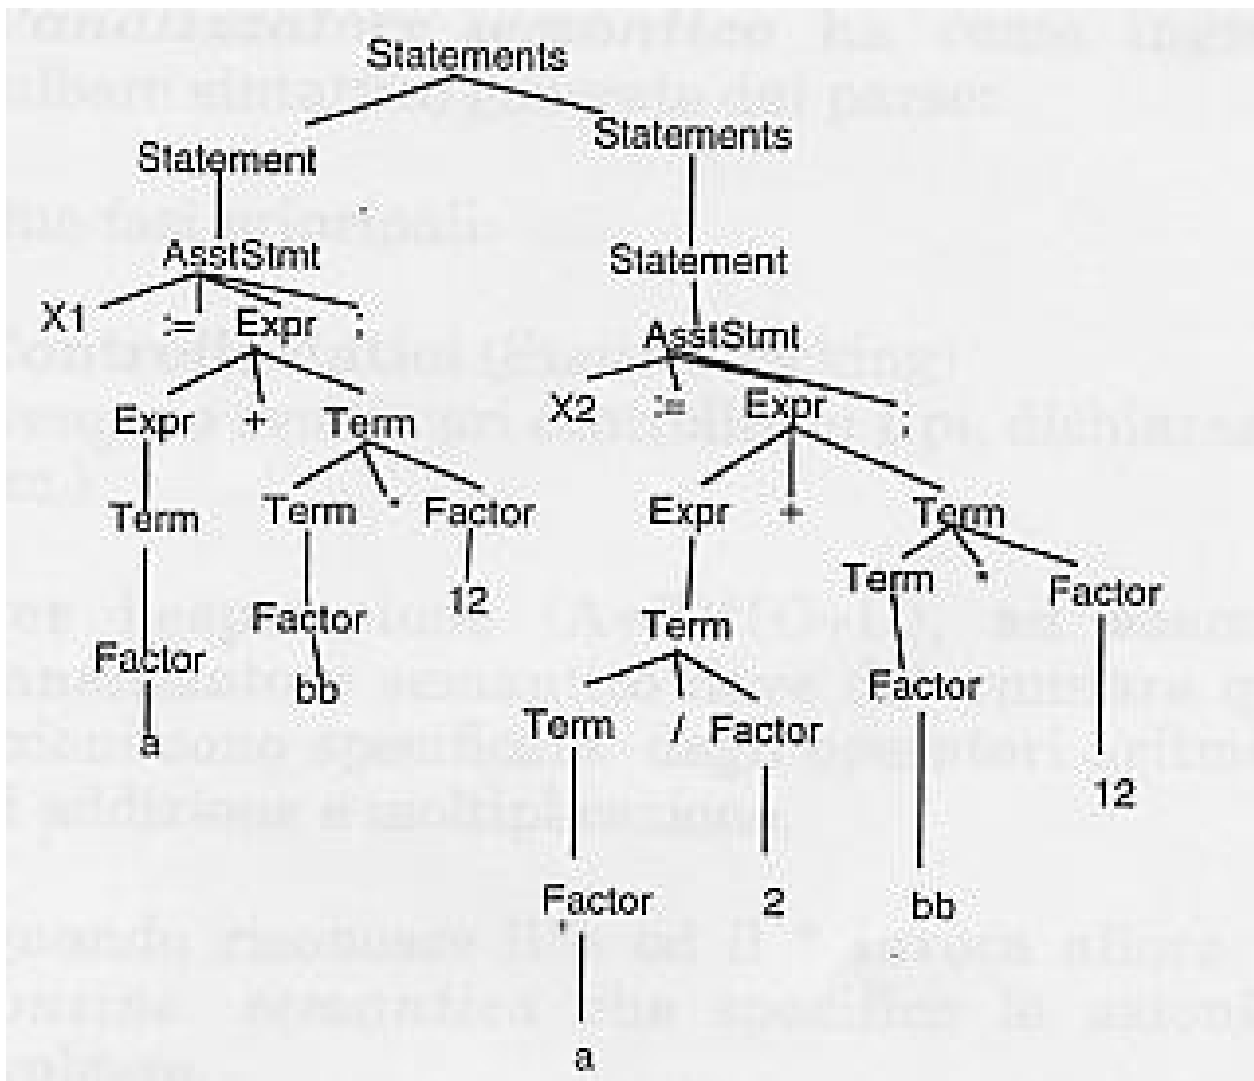 Statements
Statement Statements
AsstStmt Statement
X1 := Expr ; AsstStmt
X2 := Expr ;
Expr + Term
Term Term * Factor Expr + Term
Term * Factor
Factor 12 Term
Factor bb Factor
Term / Factor
a 12
Factor 2 bb
a